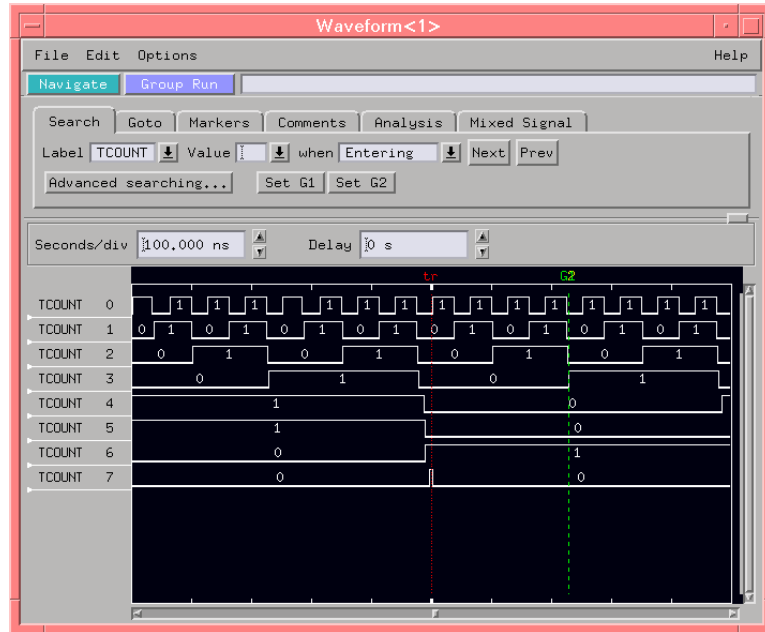 Waveform<1>
File Edit Options Help
Navigate Group Run
Search Goto Markers Comments Analysis Mixed Signal
Label TCOUNT Value when Entering Next Prev
Advanced searching... Set G1 Set G2
Seconds/div 100.000 ns Delay 0 s
tr G2
TCOUNT 0 1 1 1 1 1 1 1 1 1 1 1 1 1
TCOUNT 1 0 1 0 1 0 1 0 1 0 1 0 1 0 1 0 1
TCOUNT 2 0 1 0 1 0 1 0 1
TCOUNT 3 0 1 0 1
TCOUNT 4 1 0
TCOUNT 5 1 0
TCOUNT 6 0 1
TCOUNT 7 0 0